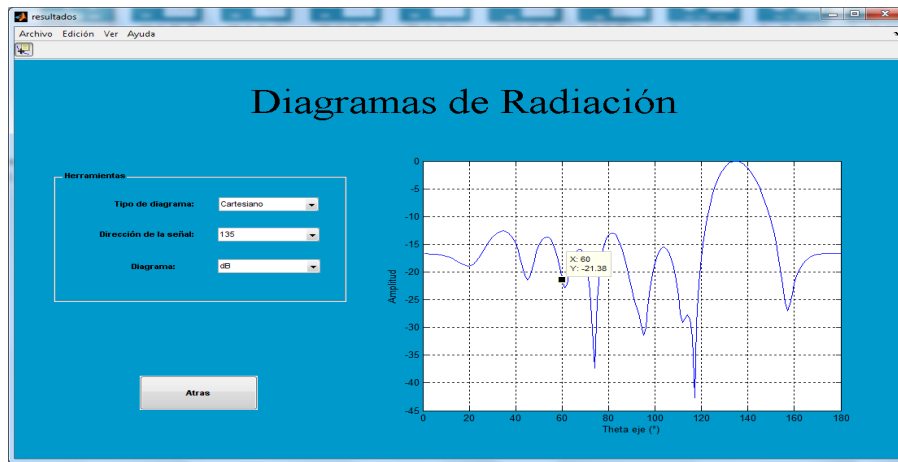 resultados
Archivo Edición Ver Ayuda
Diagramas de Radiación
Herramientas
Tipo de diagrama: Cartesiano
Dirección de la señal: 135
Diagrama: dB
Atras
Amplitud
0
-5
-10
-15
-20
-25
-30
-35
-40
-45
X: 60
Y: -21.38
0 20 40 60 80 100 120 140 160 180
Theta eje (°)